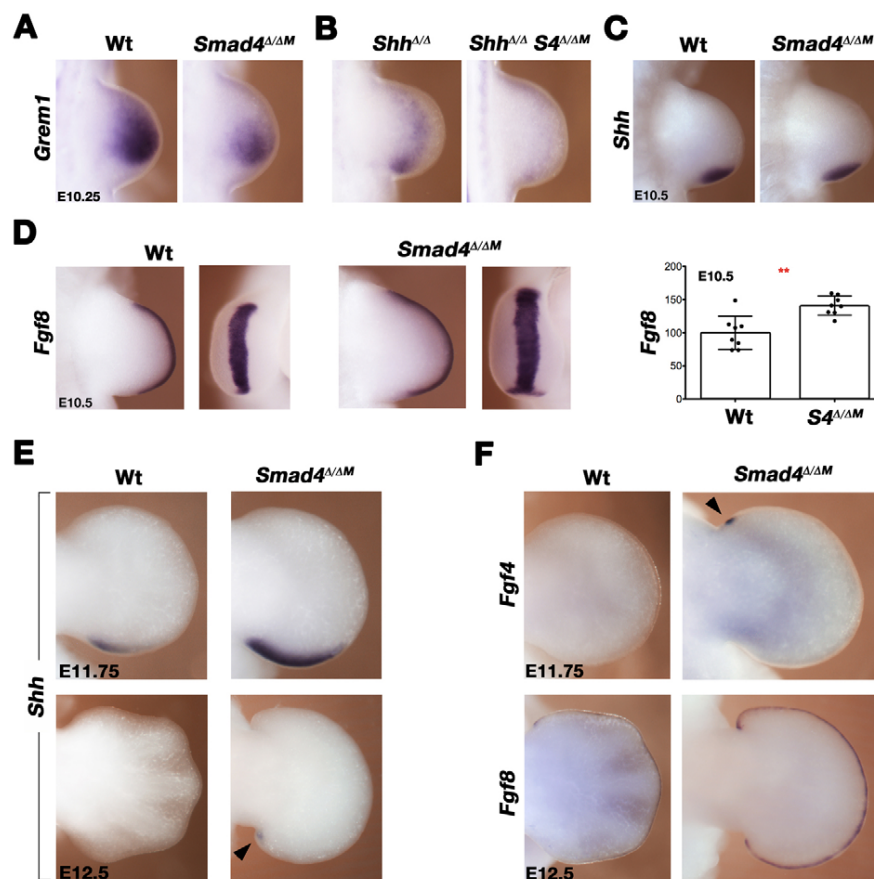 A
Wt
Smad4Δ/ΔM
B
ShhΔ/Δ
ShhΔ/Δ S4Δ/ΔM
C
Wt
Smad4Δ/ΔM
Grem1
E10.25
Shh
E10.5
D
Wt
Smad4Δ/ΔM
Fgf8
E10.5
Fgf8
200
150
100
50
0
E10.5
**
Wt
S4Δ/ΔM
E
Wt
Smad4Δ/ΔM
Shh
E11.75
E12.5
F
Wt
Smad4Δ/ΔM
Fgf4
E11.75
Fgf8
E12.5